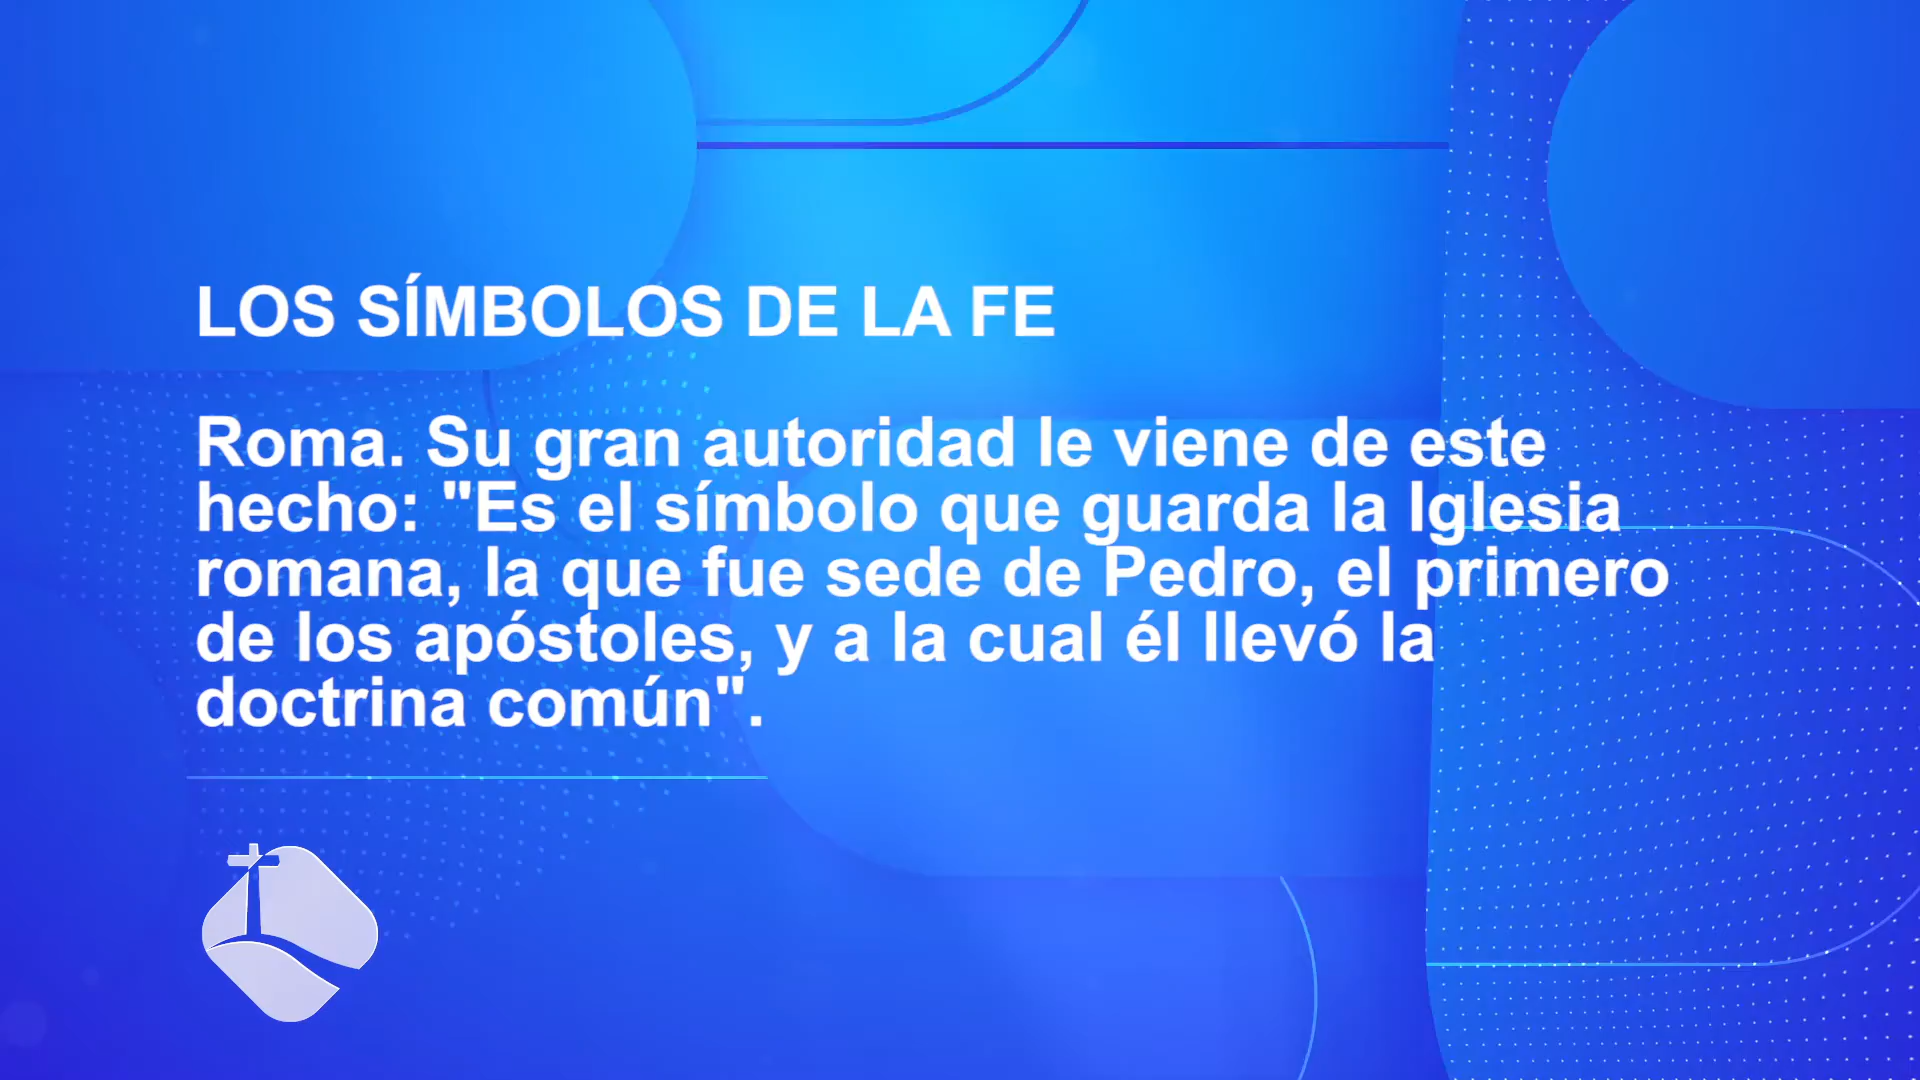 LOS SÍMBOLOS DE LA FE
Roma. Su gran autoridad le viene de este
hecho: "Es el símbolo que guarda la Iglesia
romana, la que fue sede de Pedro, el primero
de los apóstoles, y a la cual él llevó la
doctrina común".